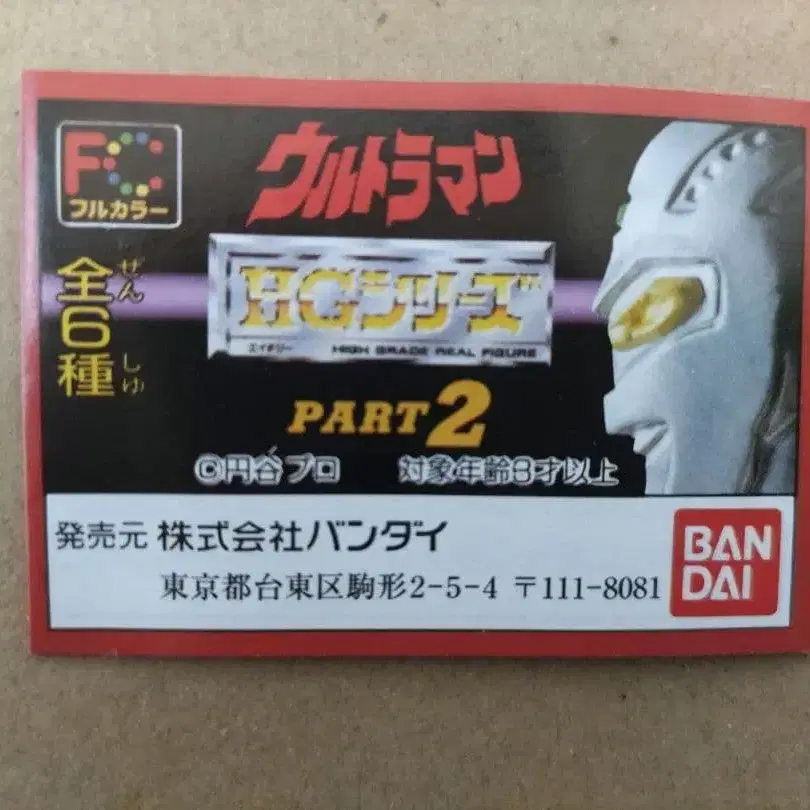 FC
フルカラー
ウルトラマン
全6種
ぜん
しゅ
HGシリーズ
エイチジー HIGH GRADE REAL FIGURE
PART2
©円谷プロ 対象年齢8才以上
発売元 株式会社バンダイ
東京都台東区駒形2-5-4 〒111-8081
BAN
DAI